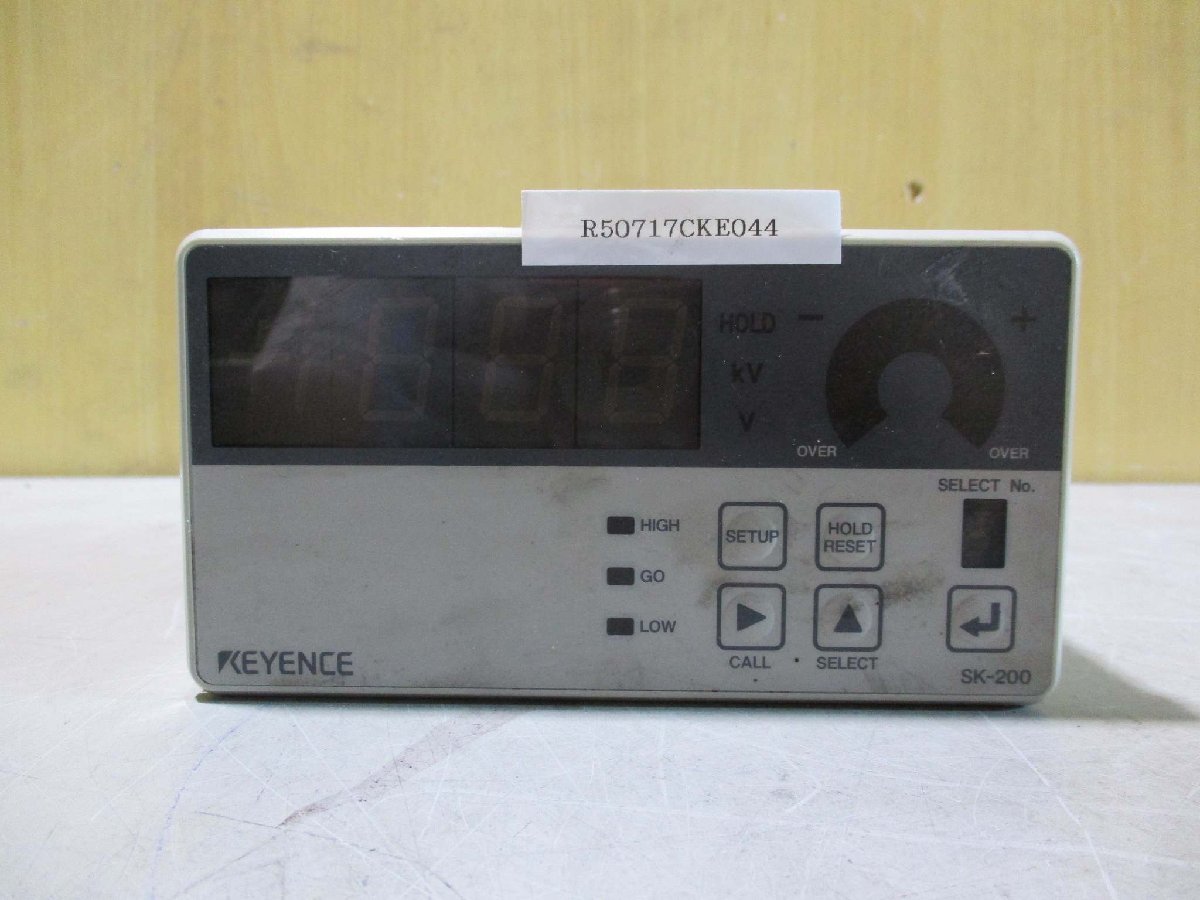 R50717CKE044
HOLD
kV
V
− +
OVER OVER
SELECT No.
HIGH
GO
LOW
SETUP
HOLD
RESET
CALL
SELECT
KEYENCE
SK-200